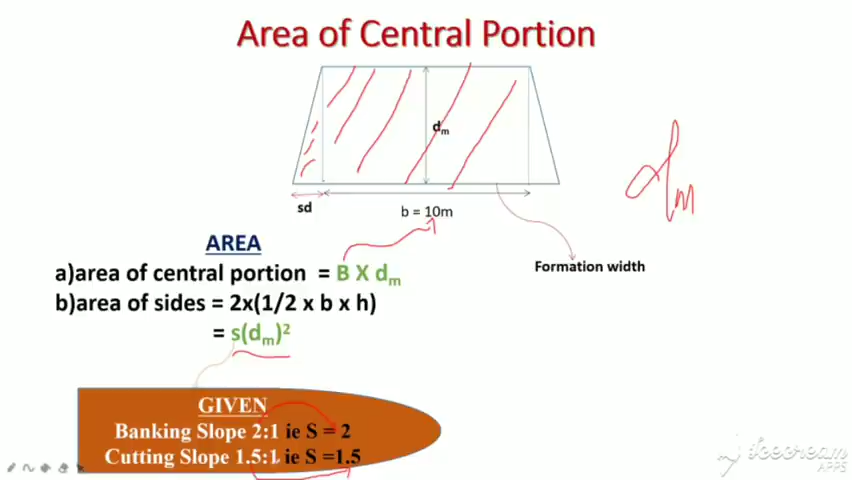 Area of Central Portion
dm
dm
sd
b = 10m
AREA
Formation width
a)area of central portion = B X dm
b)area of sides = 2x(1/2 x b x h)
= s(dm)²
GIVEN
Banking Slope 2:1 ie S = 2
Cutting Slope 1.5:1 ie S =1.5
Icecream
APPS